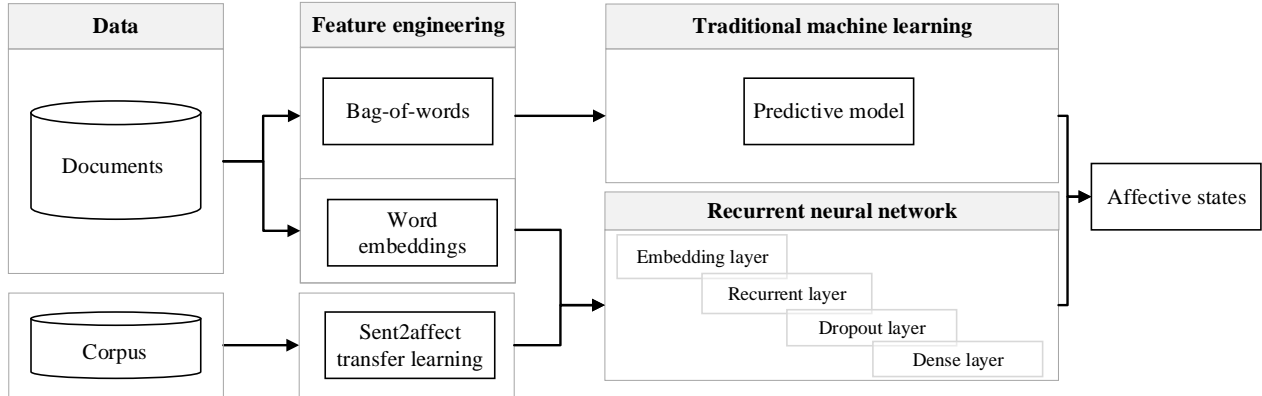 Data
Documents
Corpus
Feature engineering
Bag-of-words
Word
embeddings
Sent2affect
transfer learning
Traditional machine learning
Predictive model
Recurrent neural network
Embedding layer
Recurrent layer
Dropout layer
Dense layer
Affective states